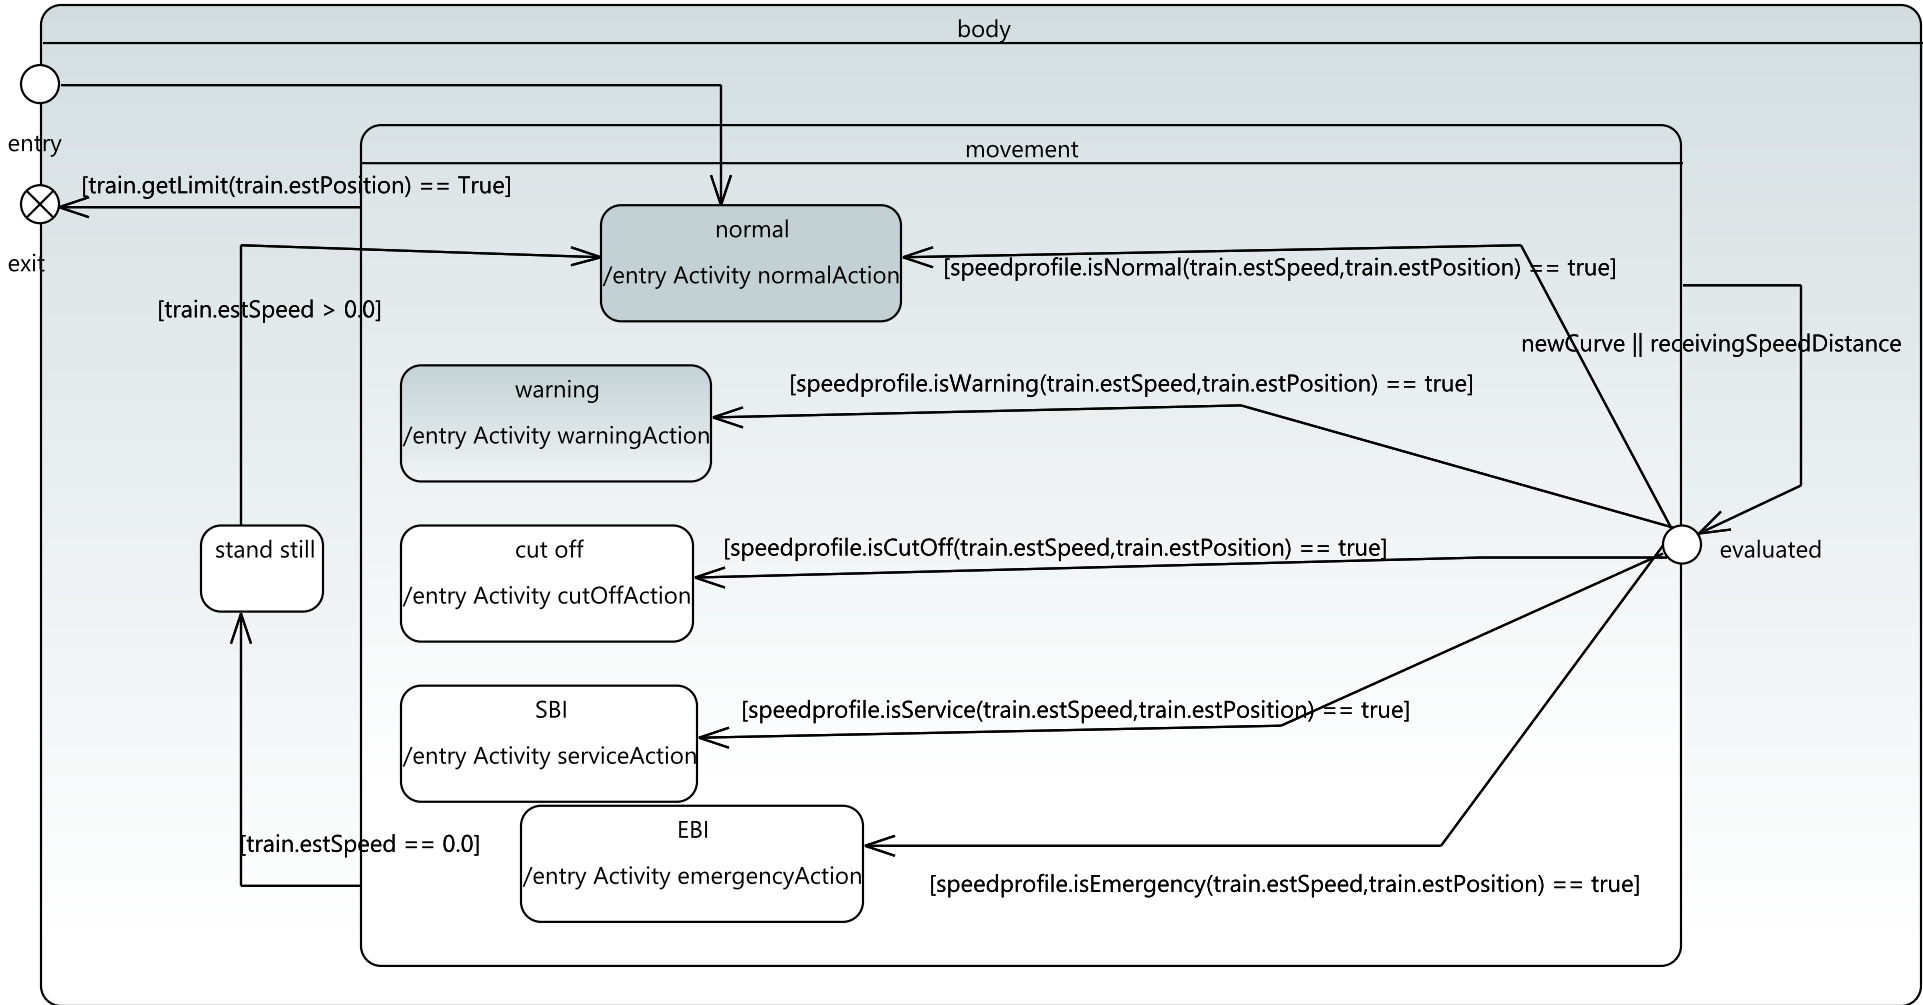 body
entry
movement
[train.getLimit(train.estPosition) == True]
normal
/entry Activity normalAction
exit
[speedprofile.isNormal(train.estSpeed,train.estPosition) == true]
[train.estSpeed > 0.0]
newCurve || receivingSpeedDistance
warning
/entry Activity warningAction
[speedprofile.isWarning(train.estSpeed,train.estPosition) == true]
stand still
cut off
/entry Activity cutOffAction
[speedprofile.isCutOff(train.estSpeed,train.estPosition) == true]
evaluated
SBI
/entry Activity serviceAction
[speedprofile.isService(train.estSpeed,train.estPosition) == true]
[train.estSpeed == 0.0]
EBI
/entry Activity emergencyAction
[speedprofile.isEmergency(train.estSpeed,train.estPosition) == true]